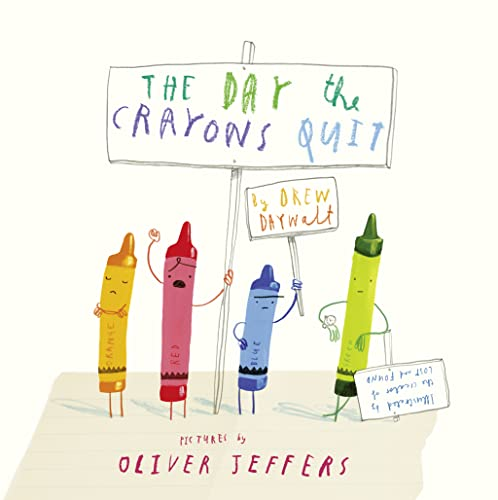 THE DAY the
CRAYONS QUIT
By DREW
DAYWalt
ORANGE
RED
BLUE
Illustrated by
the creator of
LOST and FOUND
PICTURES by
OLIVER JEFFERS